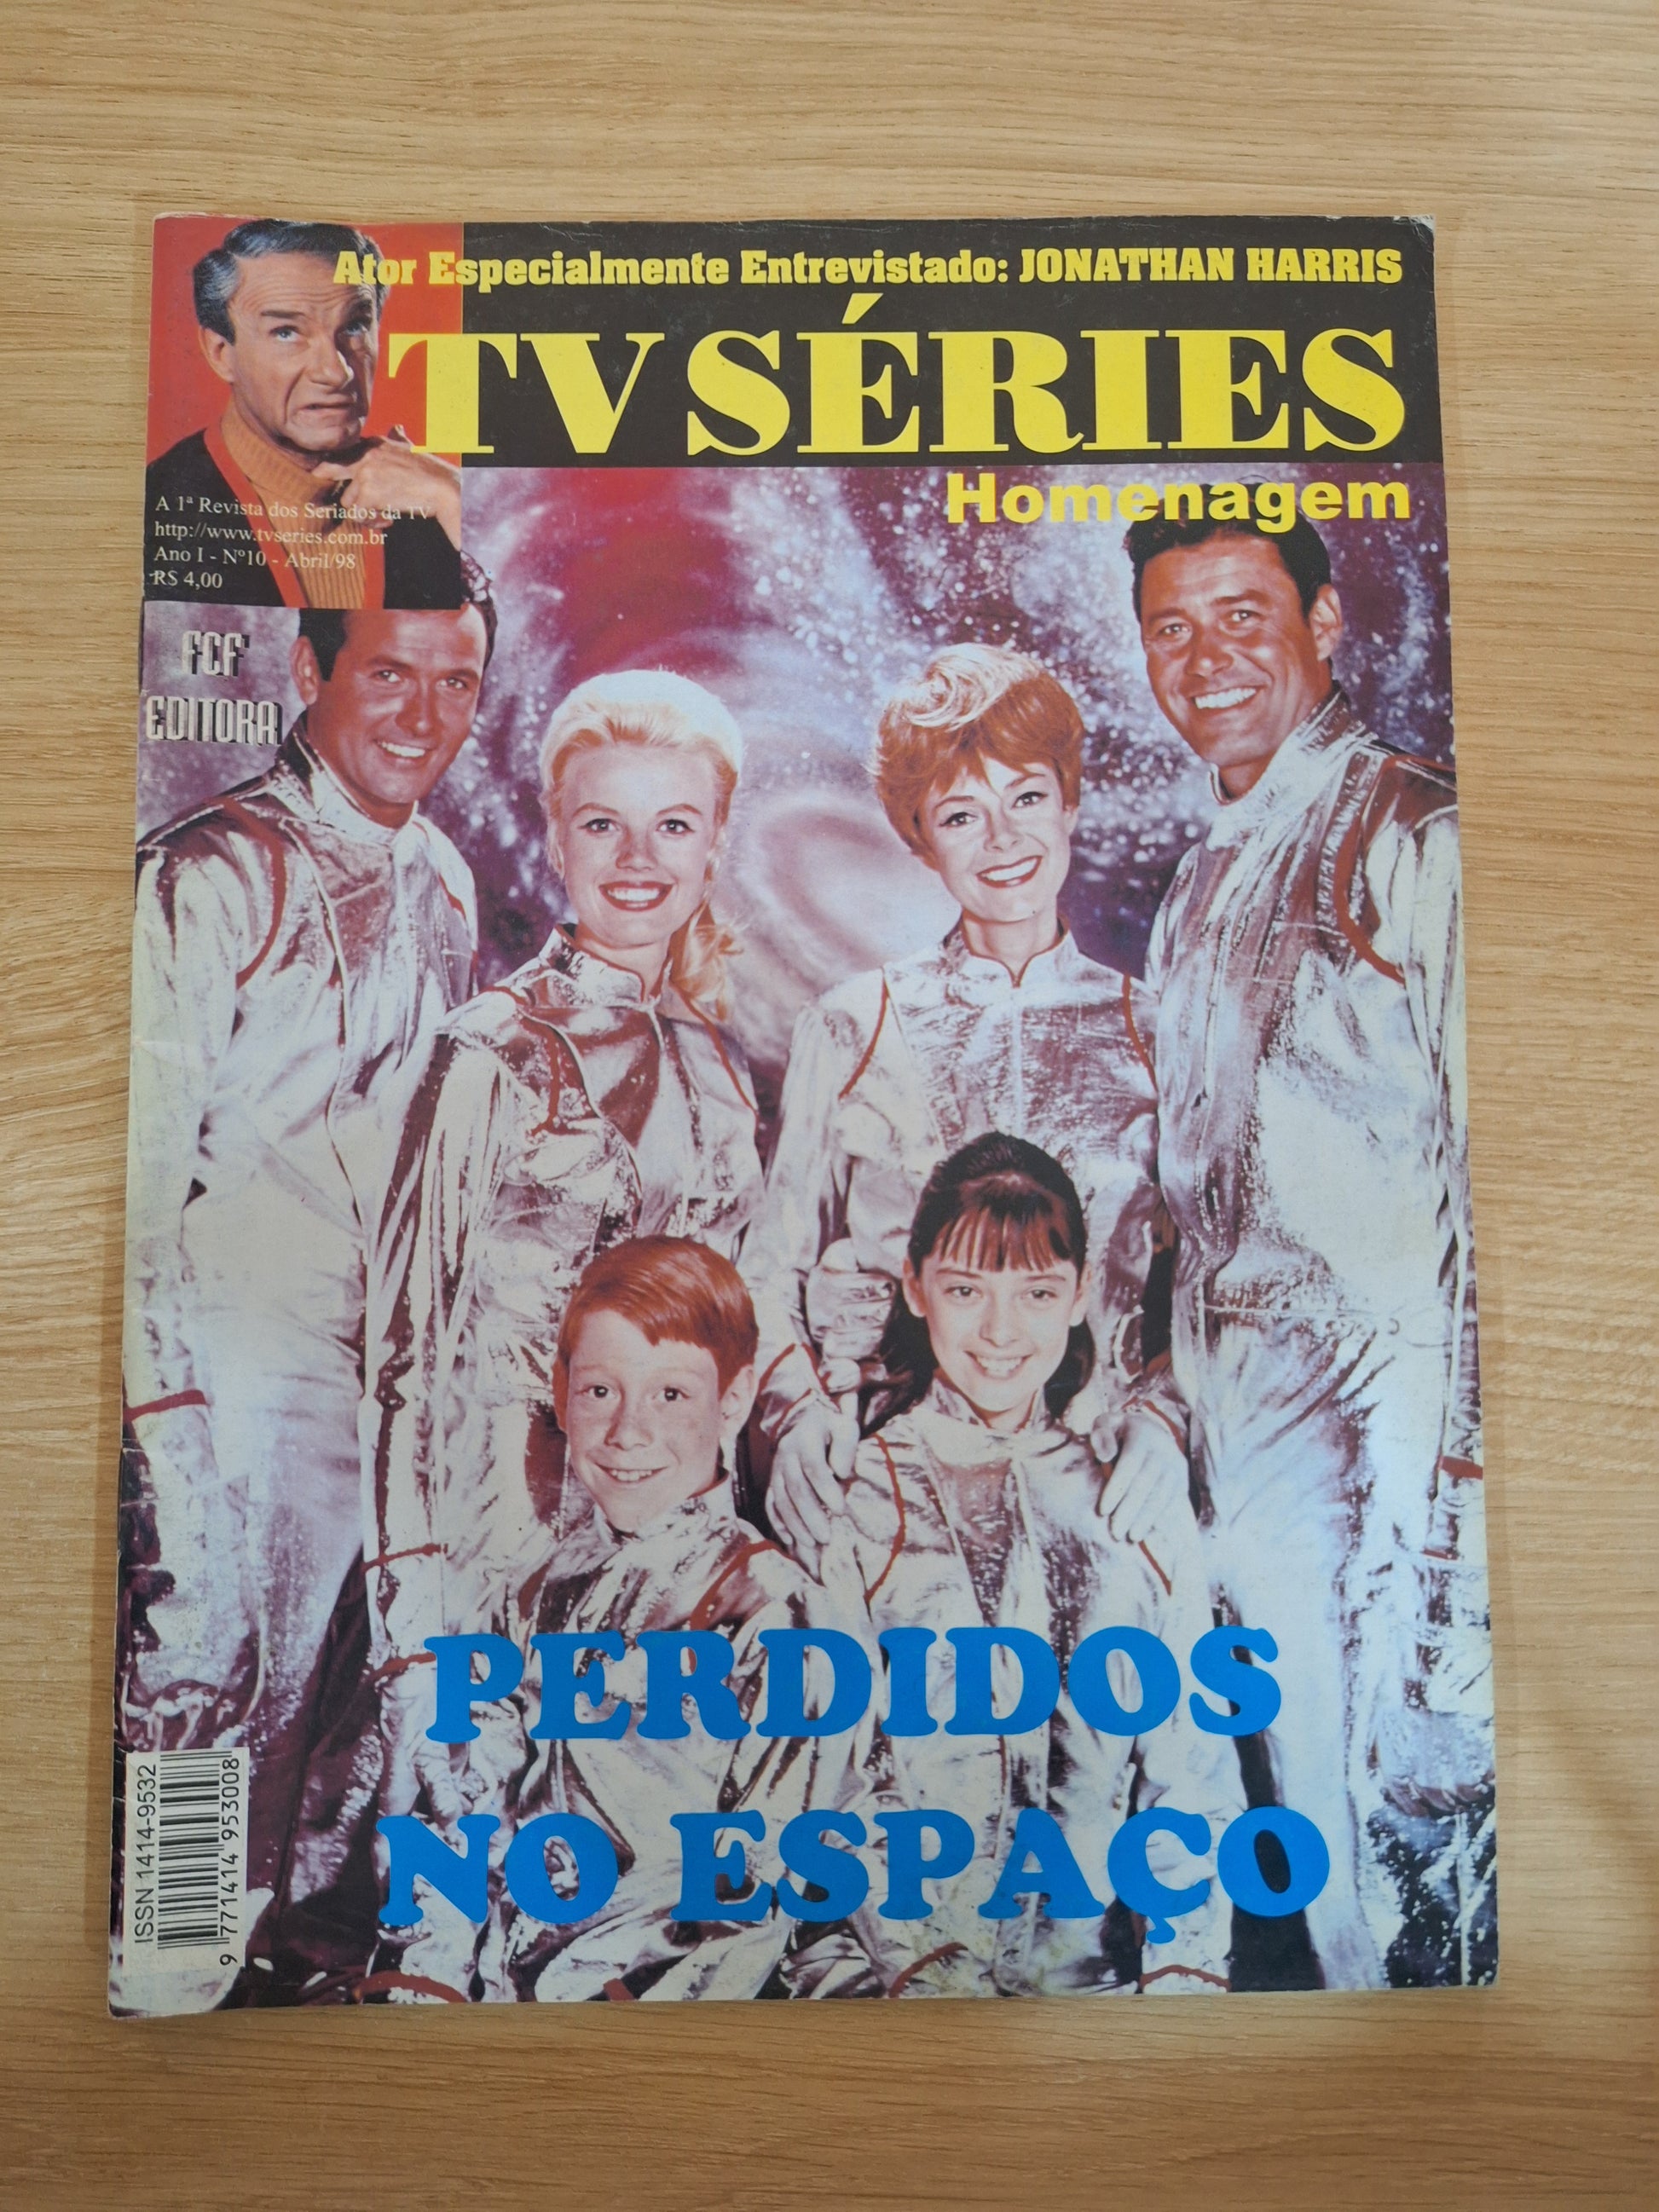 Ator Especialmente Entrevistado: JONATHAN HARRIS
TV SÉRIES
Homenagem
A 1ª Revista dos Seriados da TV
http://www.tvseries.com.br
Ano I - Nº10 - Abril/98
R$ 4,00
FCF
EDITORA
PERDIDOS
NO ESPAÇO
ISSN 1414-9532
9 771414 953008